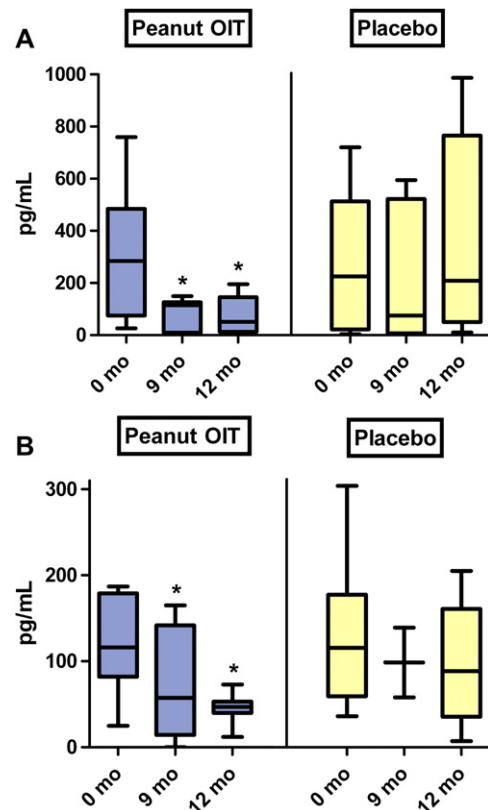 A
Peanut OIT
Placebo
1000
800
600
400
200
0
pg/mL
*
*
0 mo
9 mo
12 mo
0 mo
9 mo
12 mo
B
Peanut OIT
Placebo
300
200
100
0
pg/mL
*
*
0 mo
9 mo
12 mo
0 mo
9 mo
12 mo